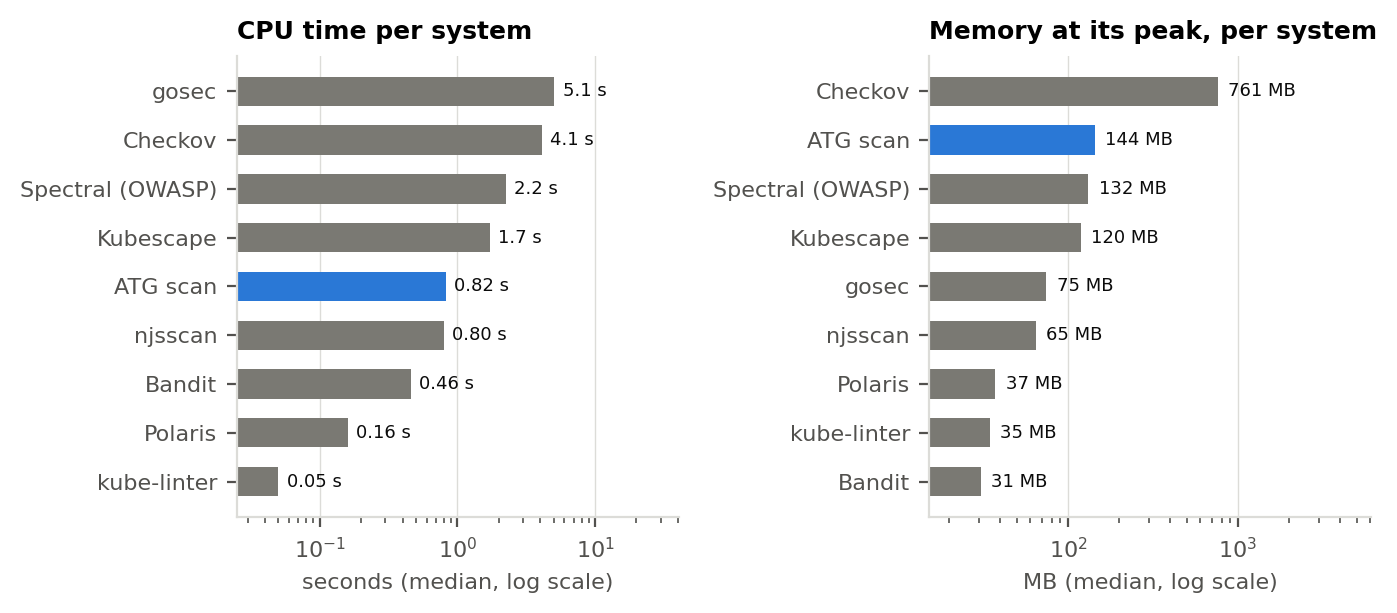 CPU time per system
gosec 5.1 s
Checkov 4.1 s
Spectral (OWASP) 2.2 s
Kubescape 1.7 s
ATG scan 0.82 s
njsscan 0.80 s
Bandit 0.46 s
Polaris 0.16 s
kube-linter 0.05 s
10⁻¹ 10⁰ 10¹
seconds (median, log scale)
Memory at its peak, per system
Checkov 761 MB
ATG scan 144 MB
Spectral (OWASP) 132 MB
Kubescape 120 MB
gosec 75 MB
njsscan 65 MB
Polaris 37 MB
kube-linter 35 MB
Bandit 31 MB
10² 10³
MB (median, log scale)